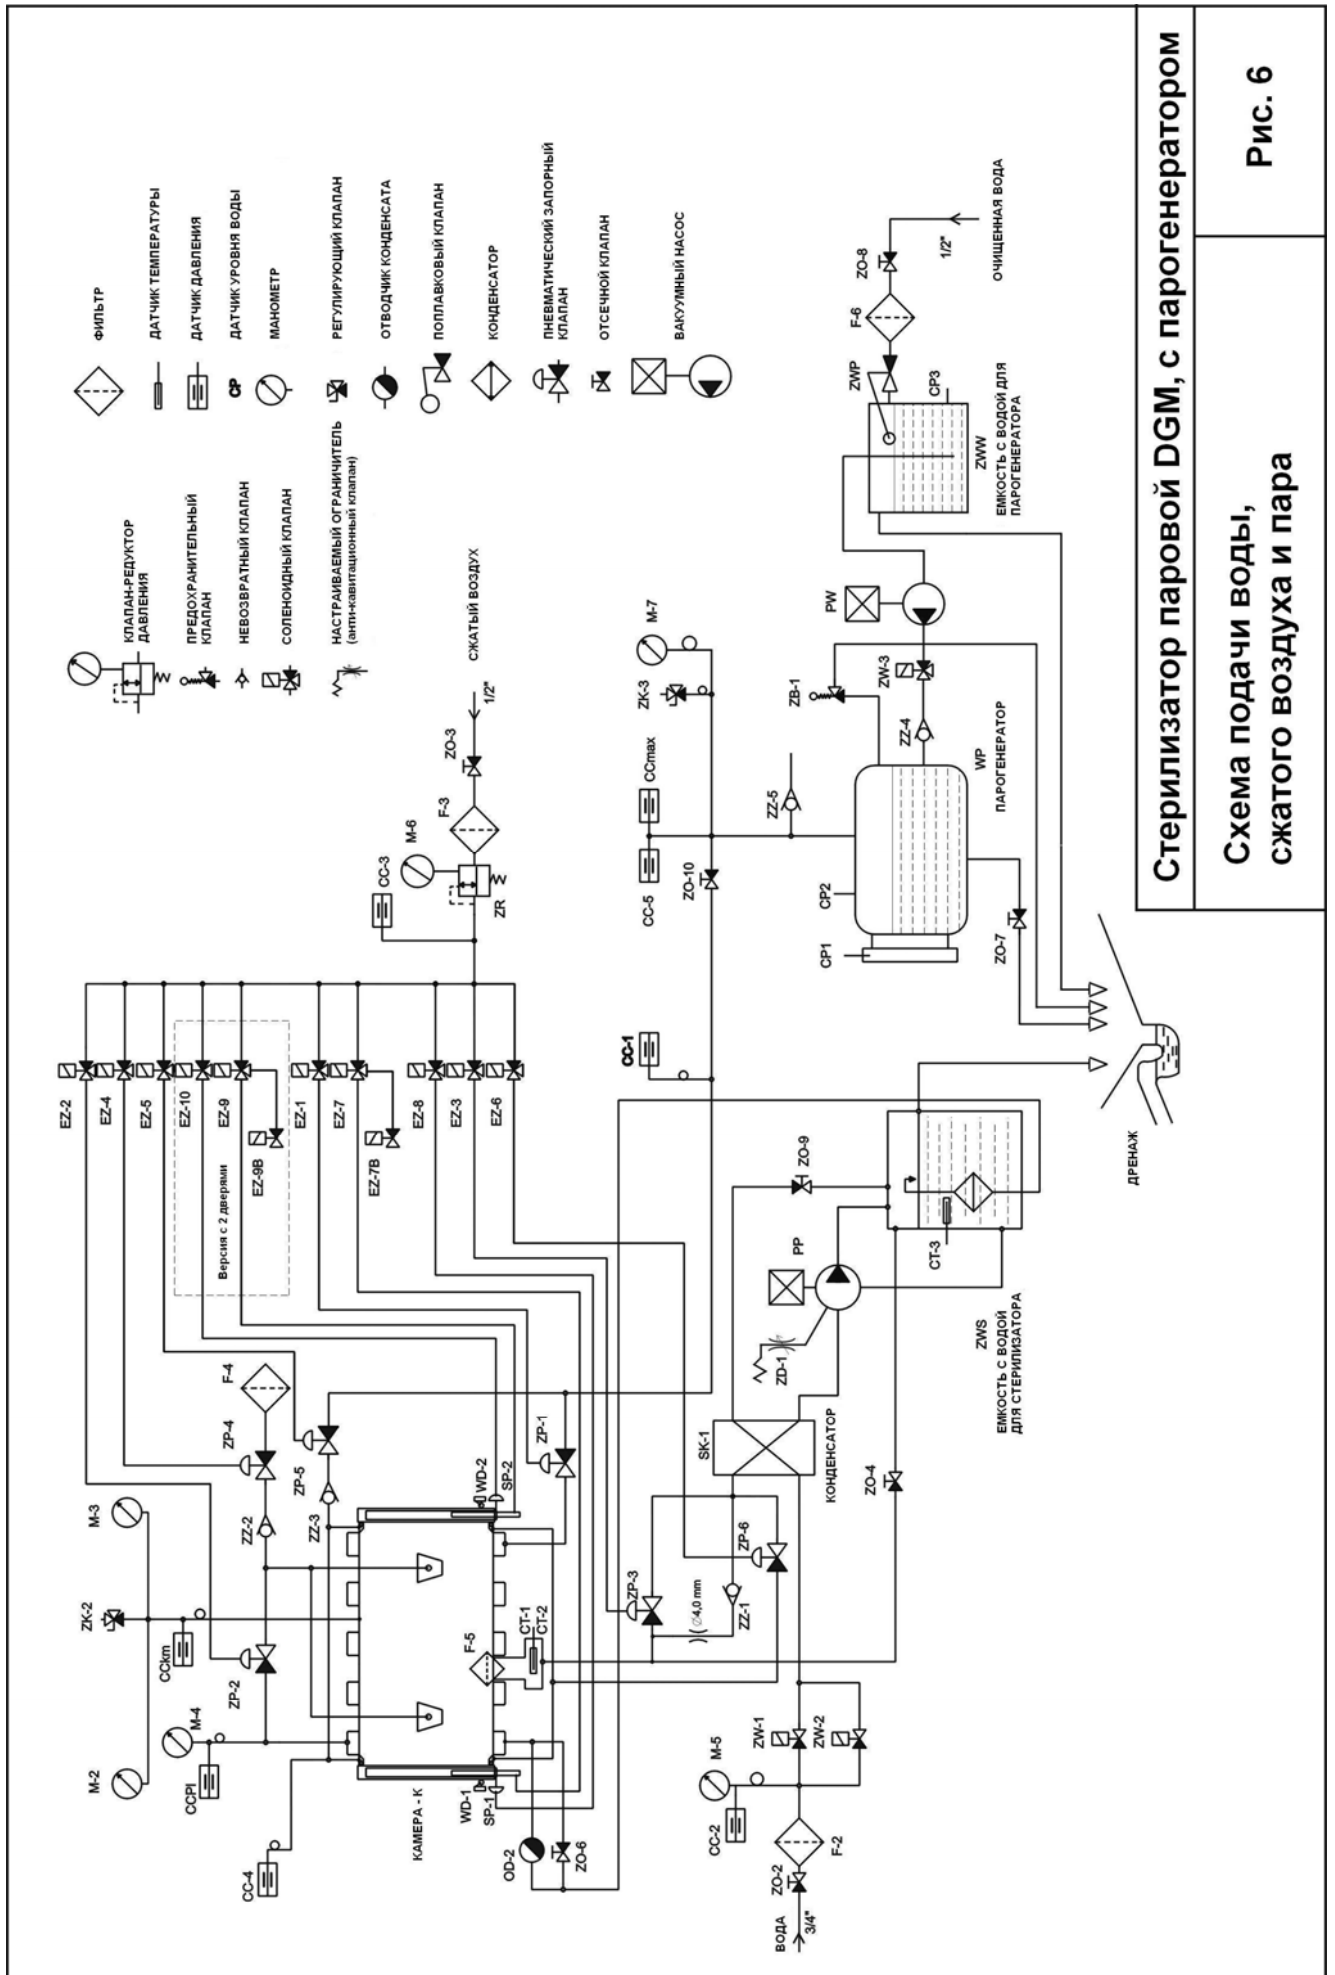 КЛАПАН-РЕДУКТОР
ДАВЛЕНИЯ
ПРЕДОХРАНИТЕЛЬНЫЙ
КЛАПАН
НЕВОЗВРАТНЫЙ КЛАПАН
СОЛЕНОИДНЫЙ КЛАПАН
НАСТРАИВАЕМЫЙ ОГРАНИЧИТЕЛЬ
(анти-кавитационный клапан)
ФИЛЬТР
ДАТЧИК ТЕМПЕРАТУРЫ
ДАТЧИК ДАВЛЕНИЯ
CP
ДАТЧИК УРОВНЯ ВОДЫ
МАНОМЕТР
РЕГУЛИРУЮЩИЙ КЛАПАН
ОТВОДЧИК КОНДЕНСАТА
ПОПЛАВКОВЫЙ КЛАПАН
КОНДЕНСАТОР
ПНЕВМАТИЧЕСКИЙ ЗАПОРНЫЙ
КЛАПАН
ОТСЕЧНОЙ КЛАПАН
ВАКУУМНЫЙ НАСОС
EZ-2
EZ-4
EZ-5
EZ-10
EZ-9
EZ-9B
Версия с 2 дверями
EZ-1
EZ-7
EZ-7B
EZ-8
EZ-3
EZ-6
CC-3
M-6
ZR
F-3
ZO-3
1/2"
СЖАТЫЙ ВОЗДУХ
M-2
M-3
ZK-2
CCkm
CCPl
M-4
ZP-2
CC-4
ZZ-2
ZP-4
F-4
ZZ-3
ZP-5
КАМЕРА - К
WD-1
SP-1
WD-2
SP-2
ZP-1
F-5
CT-1
CT-2
OD-2
ZO-6
ZP-3
∅4,0 mm
ZZ-1
ZP-6
SK-1
КОНДЕНСАТОР
ZD-1
PP
ZO-9
CT-3
ZWS
ЕМКОСТЬ С ВОДОЙ
ДЛЯ СТЕРИЛИЗАТОРА
ZO-4
ВОДА
3/4"
ZO-2
F-2
CC-2
M-5
ZW-1
ZW-2
CC-1
ZO-10
CC-5
CCmax
ZK-3
M-7
ZZ-5
ZB-1
CP1
CP2
WP
ПАРОГЕНЕРАТОР
ZZ-4
ZW-3
PW
ZO-7
ZWP
F-6
ZO-8
1/2"
ОЧИЩЕННАЯ ВОДА
CP3
ZWW
ЕМКОСТЬ С ВОДОЙ ДЛЯ
ПАРОГЕНЕРАТОРА
ДРЕНАЖ
Стерилизатор паровой DGM, с парогенератором
Схема подачи воды,
сжатого воздуха и пара
Рис. 6